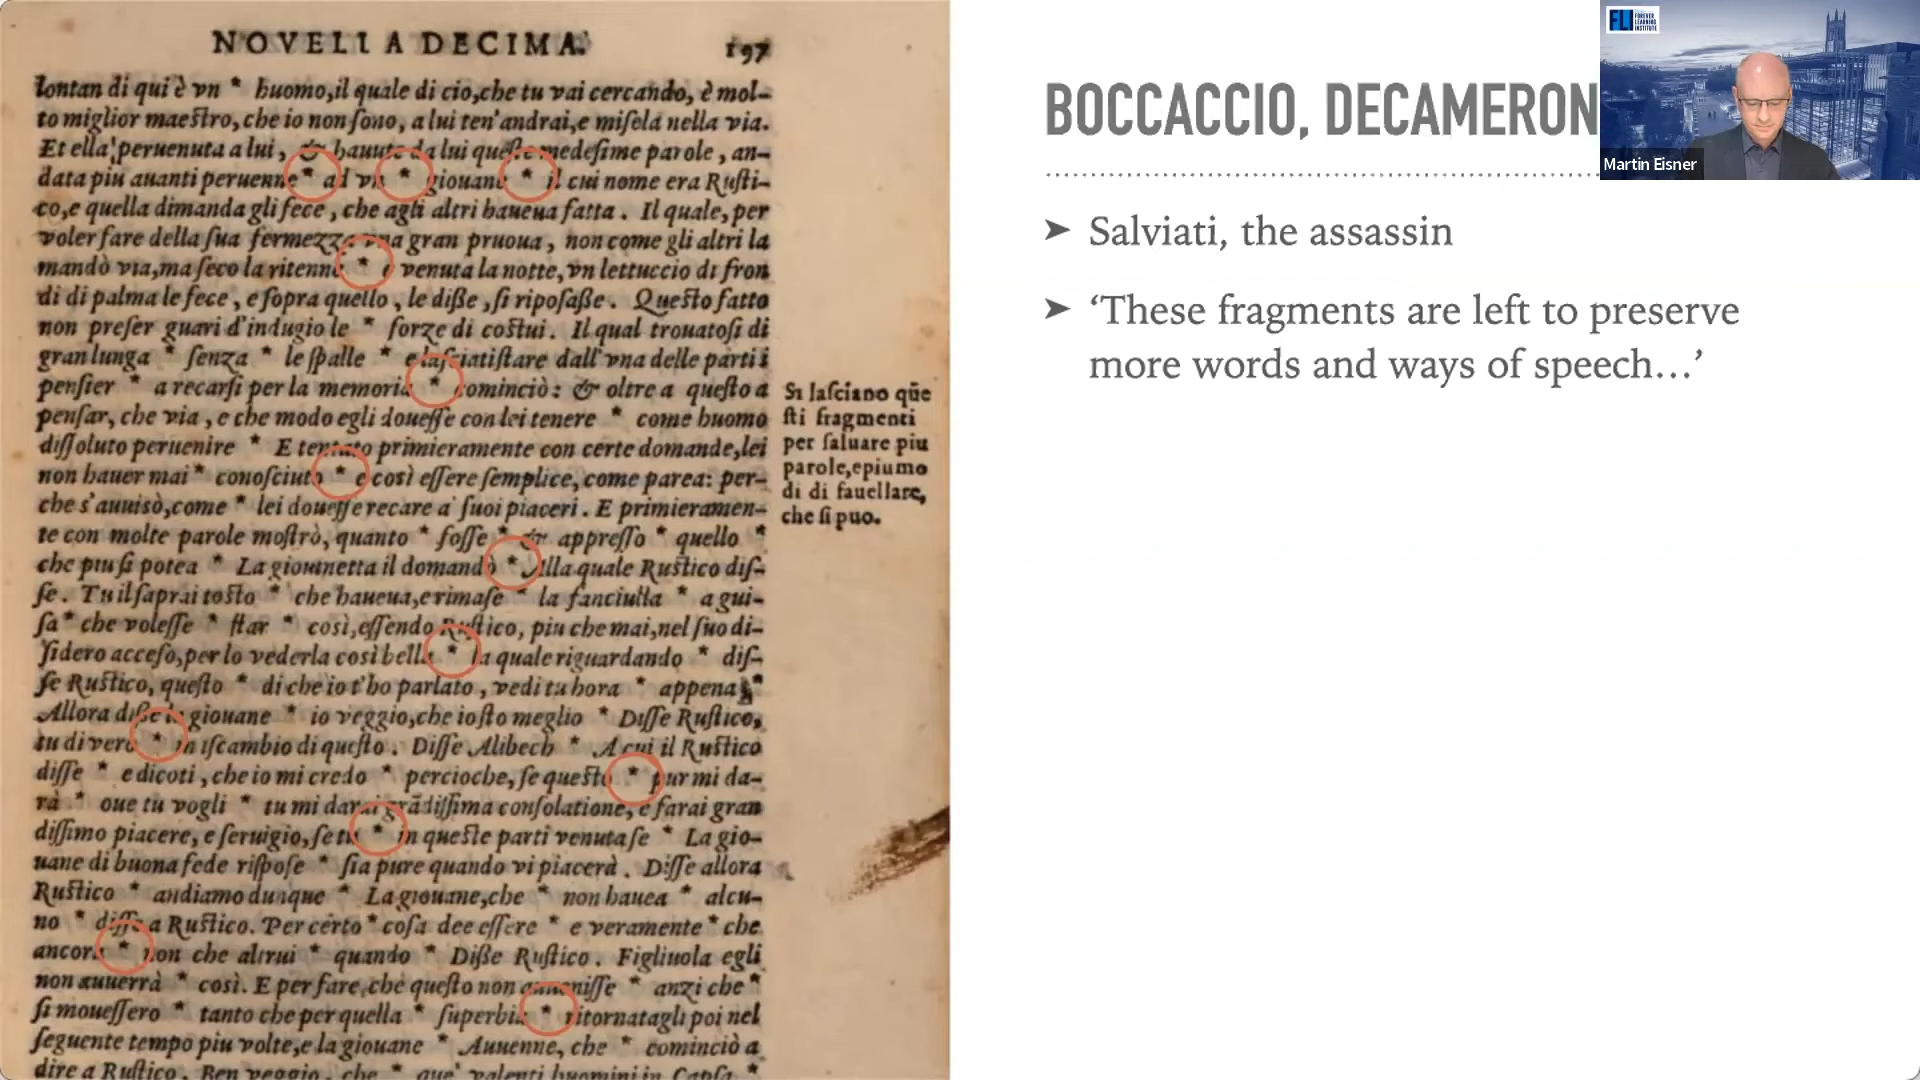 NOVELLA DECIMA. 197
lontan di qui è vn * huomo,il quale di cio,che tu vai cercando, è mol-
to miglior maeſtro,che io non ſono, a lui ten'andrai,e miſela nella via.
Et ella peruenuta a lui, & hauute da lui queſte medeſime parole, an-
data piu auanti peruenne * ad vn * giouane * il cui nome era Ruſti-
co,e quella dimanda gli fece, che agli altri haueua fatta. Il quale, per
voler fare della ſua fermezza vna gran pruoua, non come gli altri la
mandò via,ma ſeco la ritenne * e venuta la notte,vn lettuccio di fron
di di palma le fece, e ſopra quello, le diße, ſi ripoſaße. Queſto fatto
non preſer guari d'indugio le * forze di coſtui. Il qual trouatoſi di
gran lunga * ſenza * le ſpalle * e laſciatiſtare dall'vna delle parti i
penſier * a recarſi per la memoria * cominciò: & oltre a queſto a
penſar, che via, e che modo egli doueſſe con lei tenere * come huomo
diſſoluto peruenire * E tentato primieramente con certe domande,lei
non hauer mai * conoſciuto * e così eſſere ſemplice, come parea: per-
che s'auuisò,come * lei doueſſe recare a' ſuoi piaceri. E primieramen-
te con molte parole moſtrò, quanto * foſſe * & appreſſo * quello *
che piu ſi potea * La giouinetta il domandò * Alla quale Ruſtico diſ-
ſe. Tu il ſaprai toſto * che haueua,e rimaſe * la fanciulla * a gui-
ſa * che voleſſe * ſtar * così,eſſendo Ruſtico, piu che mai,nel ſuo di-
ſidero acceſo,per lo vederla così bella * la quale riguardando * diſ-
ſe Ruſtico, queſto * di che io t'ho parlato, vedi tu hora * appena *
Allora diße la giouane * io veggio,che io ſto meglio * Diſſe Ruſtico,
tu di vero * in iſcambio di queſto. Diſſe Alibech * A cui il Ruſtico
diſſe * e dicoti, che io mi credo * percioche, ſe queſto * pur mi da-
rà * oue tu vogli * tu mi darai grādiſſima conſolatione, e farai gran
diſſimo piacere, e ſeruigio,ſe tu * in queſte parti venuta ſe * La gio-
uane di buona fede riſpoſe * ſia pure quando vi piacerà. Diſſe allora
Ruſtico * andiamo dunque * La giouane,che * non hauea * alcu-
no * diſſe a Ruſtico. Per certo * coſa dee eſſere * e veramente * che
ancora * non che altrui * quando * Diße Ruſtico. Figliuola egli
non auuerrà * così. E per fare,che queſto non aueniſſe * anzi che *
ſi moueſſero * tanto che per quella * ſuperbia * ritornatagli poi nel
ſeguente tempo piu volte,e la giouane * Auuenne, che * cominciò a
dire a Ruſtico. Ben veggio, che * que' valenti huomini in Capſa *
Si laſciano que
ſti fragmenti
per ſaluare piu
parole,e piu mo
di di fauellare,
che ſi puo.
BOCCACCIO, DECAMERON
➤ Salviati, the assassin
➤ ‘These fragments are left to preserve
more words and ways of speech…’
FLI FOREVER
LEARNING
INSTITUTE
Martin Eisner